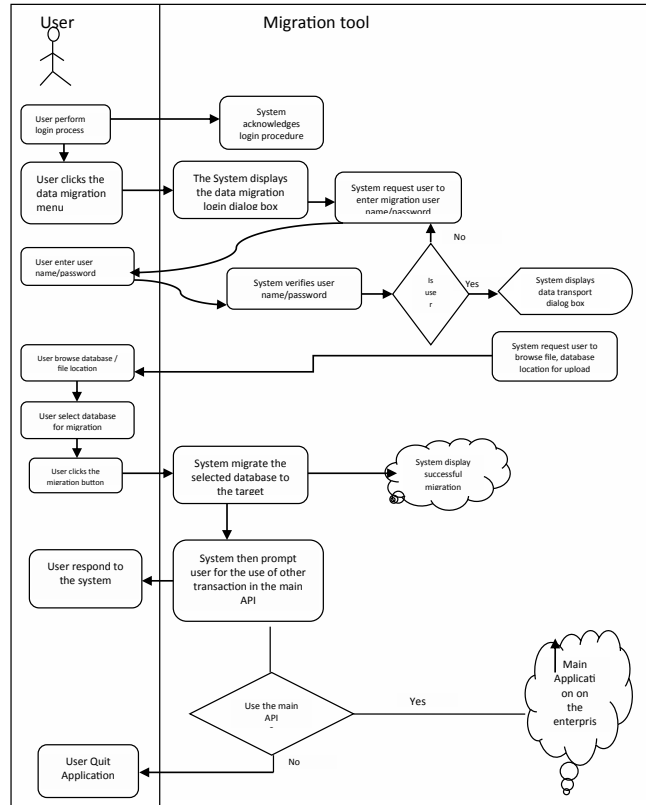 User
Migration tool
User perform
login process
System
acknowledges
login procedure
User clicks the
data migration
menu
The System displays
the data migration
login dialog box
System request user to
enter migration user
name/password
No
User enter user
name/password
System verifies user
name/password
Is
use
r
Yes
System displays
data transport
dialog box
User browse database /
file location
System request user to
browse file, database
location for upload
User select database
for migration
User clicks the
migration button
System migrate the
selected database to
the target
System display
successful
migration
User respond to
the system
System then prompt
user for the use of other
transaction in the main
API
Use the main
API
Yes
Main
Applicati
on on
the
enterpris
No
User Quit
Application